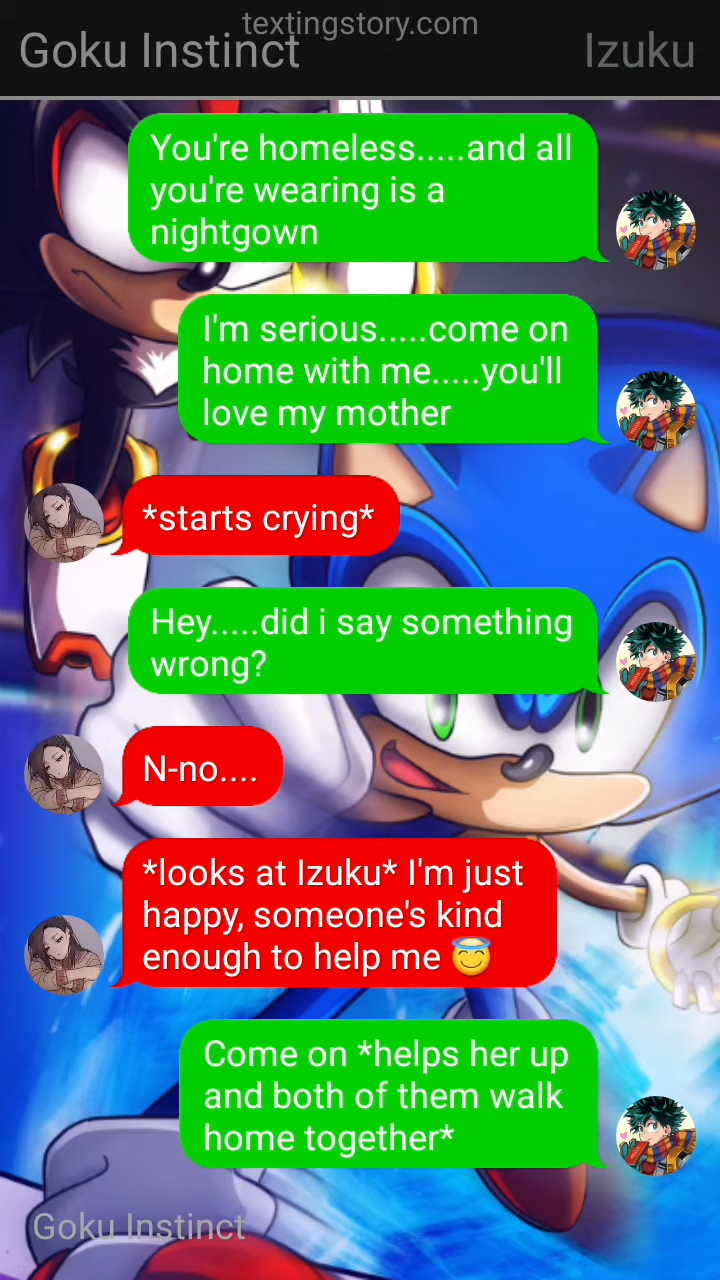 textingstory.com
Goku Instinct
Izuku
You're homeless.....and all
you're wearing is a
nightgown
I'm serious.....come on
home with me.....you'll
love my mother
*starts crying*
Hey.....did i say something
wrong?
N-no....
*looks at Izuku* I'm just
happy, someone's kind
enough to help me 😇
Come on *helps her up
and both of them walk
home together*
Goku Instinct